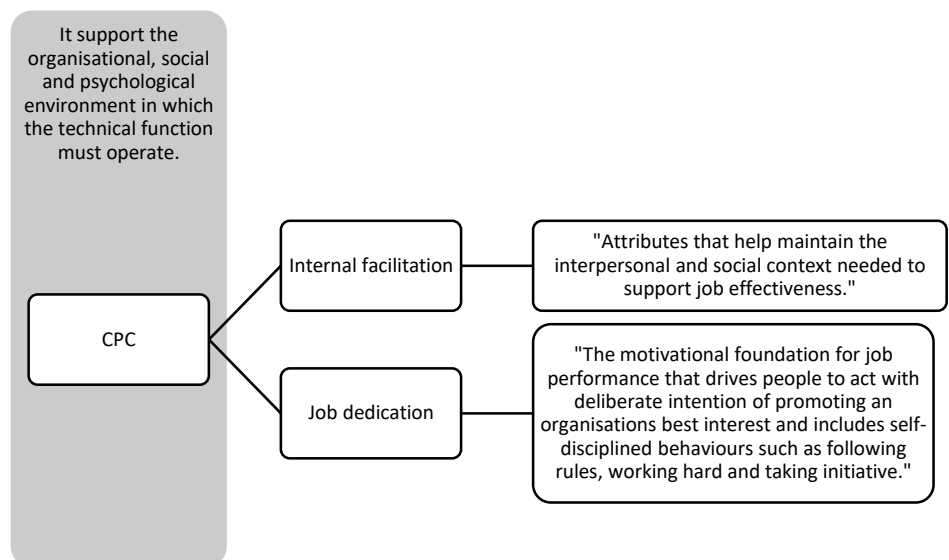 It support the
organisational, social
and psychological
environment in which
the technical function
must operate.
CPC
Internal facilitation
"Attributes that help maintain the
interpersonal and social context needed to
support job effectiveness."
Job dedication
"The motivational foundation for job
performance that drives people to act with
deliberate intention of promoting an
organisations best interest and includes self-
disciplined behaviours such as following
rules, working hard and taking initiative."